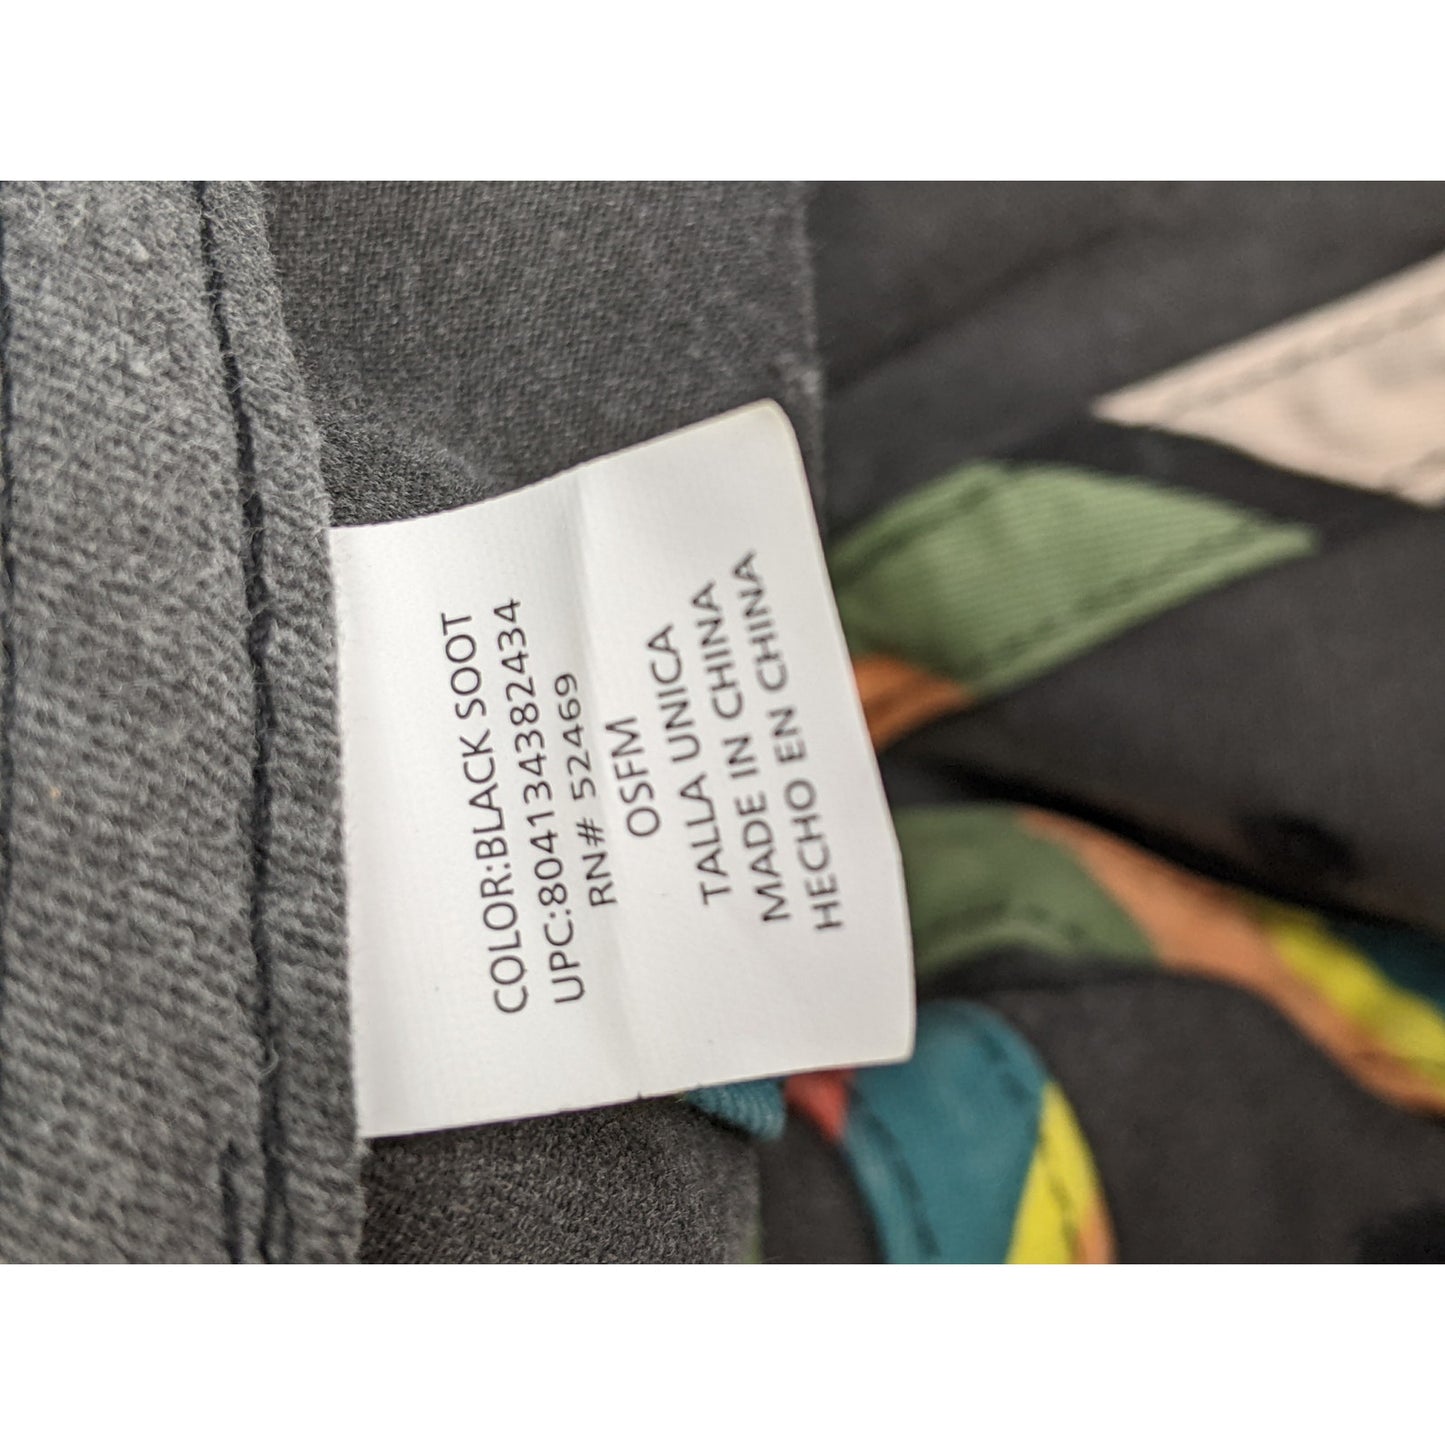 COLOR:BLACK SOOT
UPC:804134382434
RN# 52469
OSFM
TALLA UNICA
MADE IN CHINA
HECHO EN CHINA